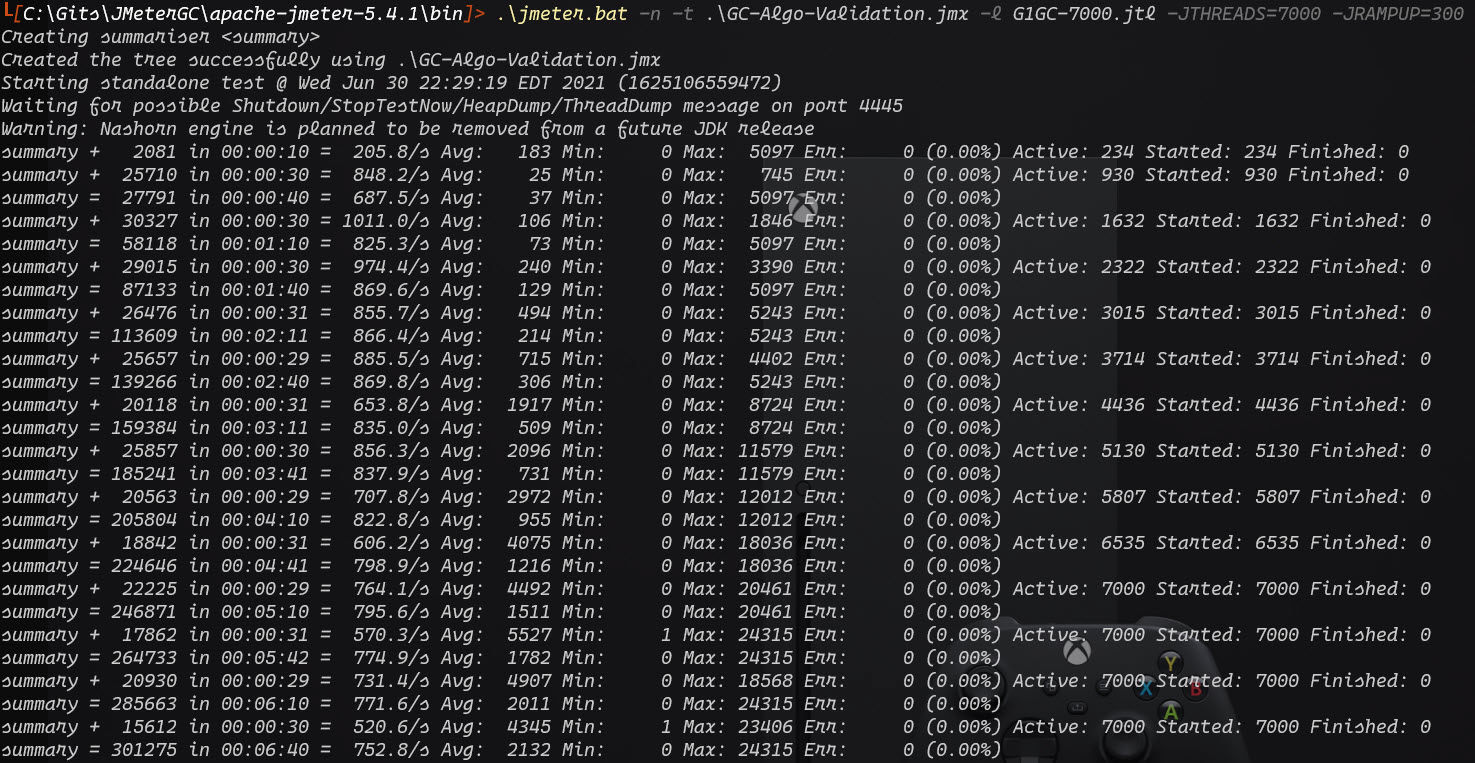 └[C:\Gits\JMeterGC\apache-jmeter-5.4.1\bin]> .\jmeter.bat -n -t .\GC-Algo-Validation.jmx -l G1GC-7000.jtl -JTHREADS=7000 -JRAMPUP=300
Creating summariser <summary>
Created the tree successfully using .\GC-Algo-Validation.jmx
Starting standalone test @ Wed Jun 30 22:29:19 EDT 2021 (1625106559472)
Waiting for possible Shutdown/StopTestNow/HeapDump/ThreadDump message on port 4445
Warning: Nashorn engine is planned to be removed from a future JDK release
summary +   2081 in 00:00:10 =  205.8/s Avg:   183 Min:     0 Max:  5097 Err:     0 (0.00%) Active: 234 Started: 234 Finished: 0
summary +  25710 in 00:00:30 =  848.2/s Avg:    25 Min:     0 Max:   745 Err:     0 (0.00%) Active: 930 Started: 930 Finished: 0
summary =  27791 in 00:00:40 =  687.5/s Avg:    37 Min:     0 Max:  5097 Err:     0 (0.00%)
summary +  30327 in 00:00:30 = 1011.0/s Avg:   106 Min:     0 Max:  1846 Err:     0 (0.00%) Active: 1632 Started: 1632 Finished: 0
summary =  58118 in 00:01:10 =  825.3/s Avg:    73 Min:     0 Max:  5097 Err:     0 (0.00%)
summary +  29015 in 00:00:30 =  974.4/s Avg:   240 Min:     0 Max:  3390 Err:     0 (0.00%) Active: 2322 Started: 2322 Finished: 0
summary =  87133 in 00:01:40 =  869.6/s Avg:   129 Min:     0 Max:  5097 Err:     0 (0.00%)
summary +  26476 in 00:00:31 =  855.7/s Avg:   494 Min:     0 Max:  5243 Err:     0 (0.00%) Active: 3015 Started: 3015 Finished: 0
summary = 113609 in 00:02:11 =  866.4/s Avg:   214 Min:     0 Max:  5243 Err:     0 (0.00%)
summary +  25657 in 00:00:29 =  885.5/s Avg:   715 Min:     0 Max:  4402 Err:     0 (0.00%) Active: 3714 Started: 3714 Finished: 0
summary = 139266 in 00:02:40 =  869.8/s Avg:   306 Min:     0 Max:  5243 Err:     0 (0.00%)
summary +  20118 in 00:00:31 =  653.8/s Avg:  1917 Min:     0 Max:  8724 Err:     0 (0.00%) Active: 4436 Started: 4436 Finished: 0
summary = 159384 in 00:03:11 =  835.0/s Avg:   509 Min:     0 Max:  8724 Err:     0 (0.00%)
summary +  25857 in 00:00:30 =  856.3/s Avg:  2096 Min:     0 Max: 11579 Err:     0 (0.00%) Active: 5130 Started: 5130 Finished: 0
summary = 185241 in 00:03:41 =  837.9/s Avg:   731 Min:     0 Max: 11579 Err:     0 (0.00%)
summary +  20563 in 00:00:29 =  707.8/s Avg:  2972 Min:     0 Max: 12012 Err:     0 (0.00%) Active: 5807 Started: 5807 Finished: 0
summary = 205804 in 00:04:10 =  822.8/s Avg:   955 Min:     0 Max: 12012 Err:     0 (0.00%)
summary +  18842 in 00:00:31 =  606.2/s Avg:  4075 Min:     0 Max: 18036 Err:     0 (0.00%) Active: 6535 Started: 6535 Finished: 0
summary = 224646 in 00:04:41 =  798.9/s Avg:  1216 Min:     0 Max: 18036 Err:     0 (0.00%)
summary +  22225 in 00:00:29 =  764.1/s Avg:  4492 Min:     0 Max: 20461 Err:     0 (0.00%) Active: 7000 Started: 7000 Finished: 0
summary = 246871 in 00:05:10 =  795.6/s Avg:  1511 Min:     0 Max: 20461 Err:     0 (0.00%)
summary +  17862 in 00:00:31 =  570.3/s Avg:  5527 Min:     1 Max: 24315 Err:     0 (0.00%) Active: 7000 Started: 7000 Finished: 0
summary = 264733 in 00:05:42 =  774.9/s Avg:  1782 Min:     0 Max: 24315 Err:     0 (0.00%)
summary +  20930 in 00:00:29 =  731.4/s Avg:  4907 Min:     0 Max: 18568 Err:     0 (0.00%) Active: 7000 Started: 7000 Finished: 0
summary = 285663 in 00:06:10 =  771.6/s Avg:  2011 Min:     0 Max: 24315 Err:     0 (0.00%)
summary +  15612 in 00:00:30 =  520.6/s Avg:  4345 Min:     1 Max: 23406 Err:     0 (0.00%) Active: 7000 Started: 7000 Finished: 0
summary = 301275 in 00:06:40 =  752.8/s Avg:  2132 Min:     0 Max: 24315 Err:     0 (0.00%)
Y
X B
A